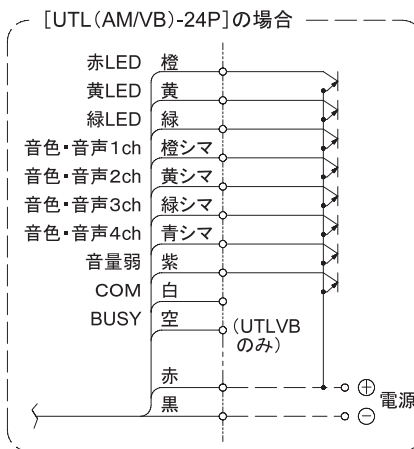 [UTL(AM/VB)-24P]の場合
赤LED 橙
黄LED 黄
緑LED 緑
音色・音声1ch 橙シマ
音色・音声2ch 黄シマ
音色・音声3ch 緑シマ
音色・音声4ch 青シマ
音量弱 紫
COM 白
BUSY 空 (UTLVB
のみ)
赤 ⊕
電源
黒 ⊖